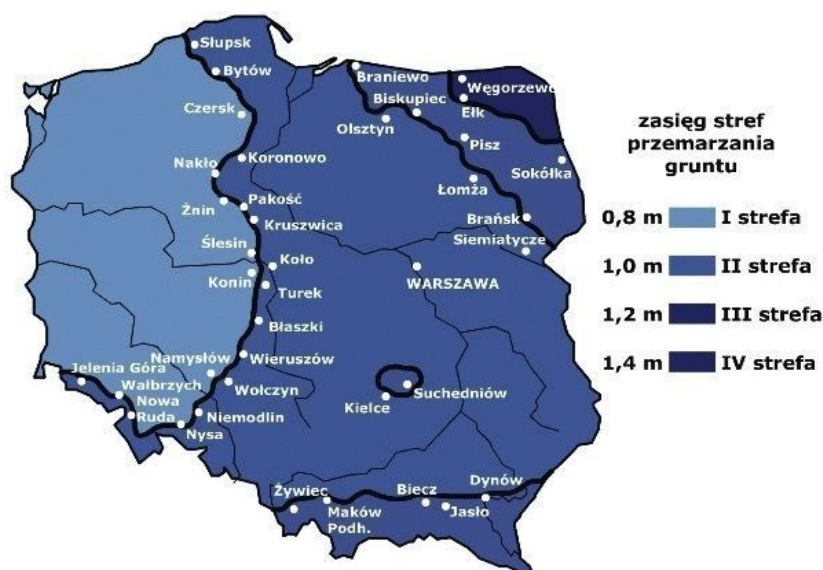 Słupsk
Bytów
Czersk
Nakło
Koronowo
Żnin
Pakość
Kruszwica
Ślesin
Koło
Konin
Turek
Błaszki
Namysłów
Wieruszów
Jelenia Góra
Wałbrzych
Nowa
Ruda
Wołczyn
Niemodlin
Nysa
Braniewo
Biskupiec
Olsztyn
Węgorzewo
Ełk
Pisz
Sokółka
Łomża
Brańsk
Siemiatycze
WARSZAWA
Suchedniów
Kielce
Żywiec
Maków
Podh.
Biecz
Jasło
Dynów
zasięg stref
przemarzania
gruntu
0,8 m I strefa
1,0 m II strefa
1,2 m III strefa
1,4 m IV strefa